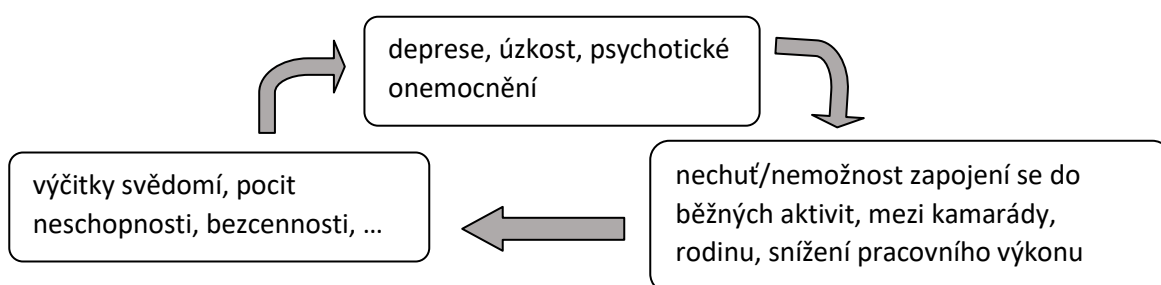 deprese, úzkost, psychotické
onemocnění
výčitky svědomí, pocit
neschopnosti, bezcennosti, …
nechuť/nemožnost zapojení se do
běžných aktivit, mezi kamarády,
rodinu, snížení pracovního výkonu